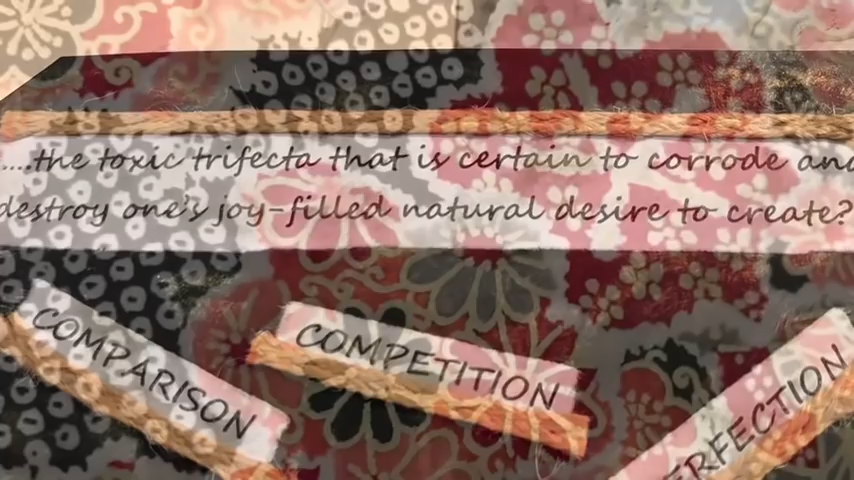 ....the toxic trifecta that is certain to corrode and
destroy one's joy-filled natural desire to create?
COMPARISON
COMPETITION
ERFECTION